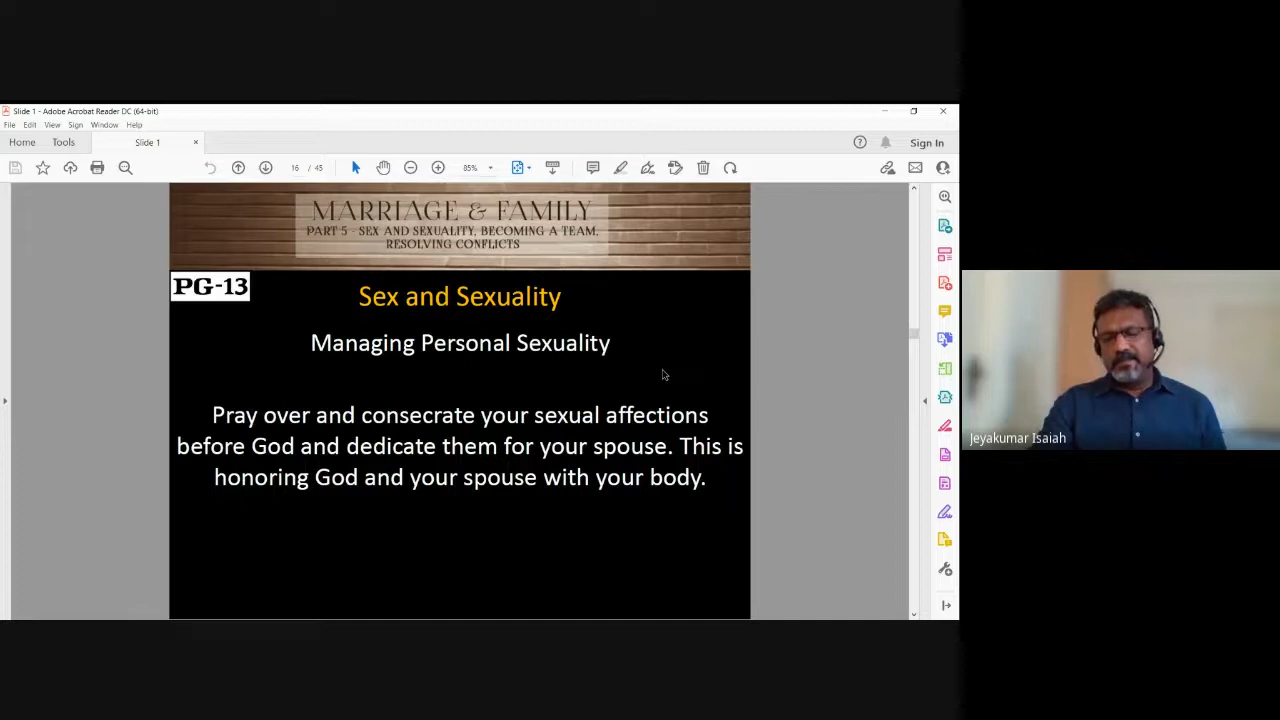 Slide 1 - Adobe Acrobat Reader DC (64-bit)
File Edit View Sign Window Help
Home Tools Slide 1 × Sign In
16 / 45 85%
MARRIAGE & FAMILY
PART 5 - SEX AND SEXUALITY, BECOMING A TEAM,
RESOLVING CONFLICTS
PG-13
Sex and Sexuality
Managing Personal Sexuality
Pray over and consecrate your sexual affections
before God and dedicate them for your spouse. This is
honoring God and your spouse with your body.
Jeyakumar Isaiah